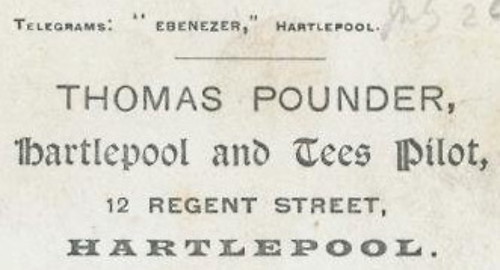 TELEGRAMS: "EBENEZER," HARTLEPOOL.
THOMAS POUNDER,
Hartlepool and Tees Pilot,
12 REGENT STREET,
HARTLEPOOL.